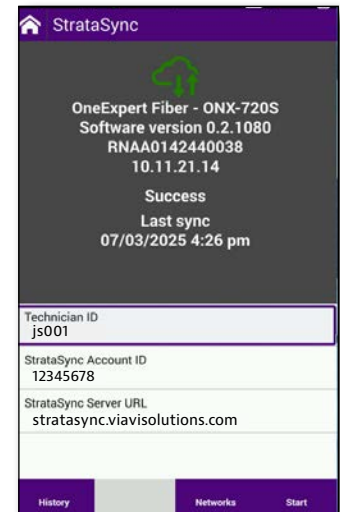 StrataSync
OneExpert Fiber - ONX-720S
Software version 0.2.1080
RNAA0142440038
10.11.21.14
Success
Last sync
07/03/2025 4:26 pm
Technician ID
js001
StrataSync Account ID
12345678
StrataSync Server URL
stratasync.viavisolutions.com
History Networks Start